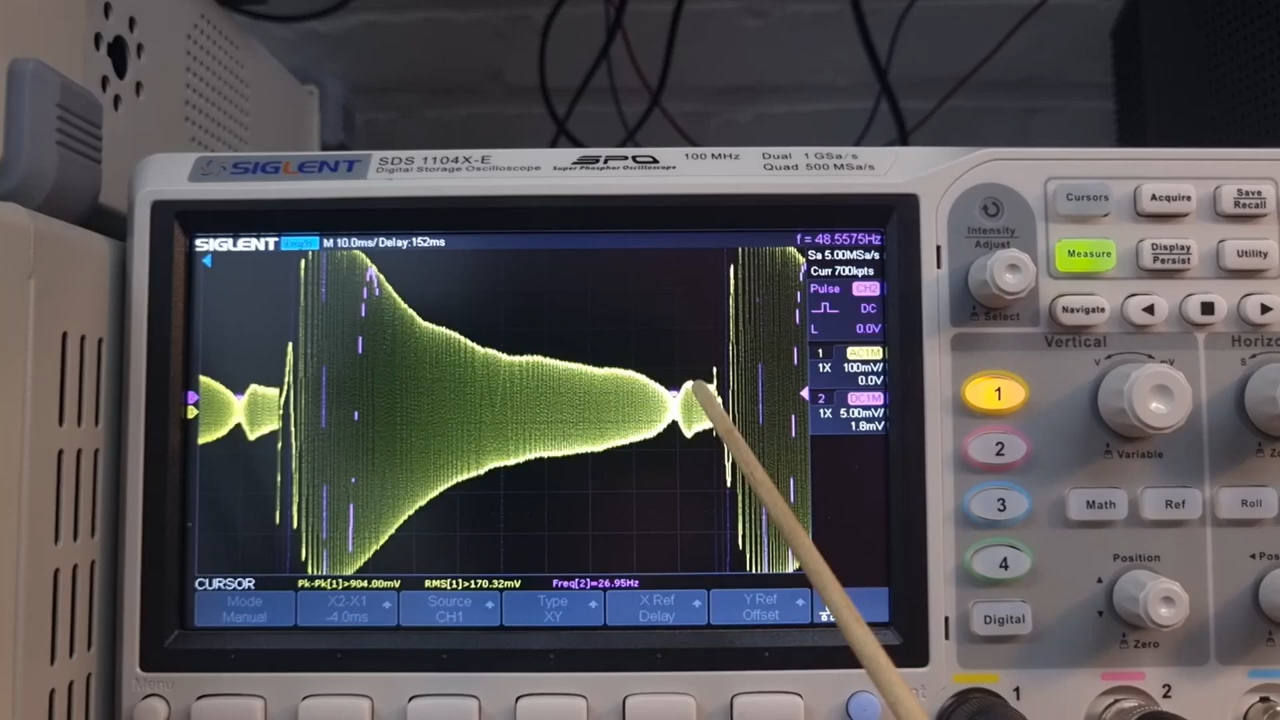 SIGLENT SDS 1104X-E
Digital Storage Oscilloscope
SPO
Super Phosphor Oscilloscope
100 MHz
Dual 1 GSa/s
Quad 500 MSa/s
SIGLENT M 10.0ms/ Delay:152ms
f = 48.5575Hz
Sa 5.00MSa/s
Curr 700kpts
Pulse CH2
DC
L 0.0V
1 AC1M
1X 100mV/
0.0V
2 DC1M
1X 5.00mV/
1.8mV
CURSOR Pk-Pk[1]>904.00mV RMS[1]>170.32mV Freq[2]=26.95Hz
Mode
Manual
X2-X1
-4.0ms
Source
CH1
Type
XY
X Ref
Delay
Y Ref
Offset
Menu
Intensity
Adjust
Select
Cursors
Acquire
Save
Recall
Measure
Display
Persist
Utility
Navigate
Vertical
Horizo
V mV
S
1
Variable
2
3
Math
Ref
Roll
4
Position
Zero
Digital
1
2